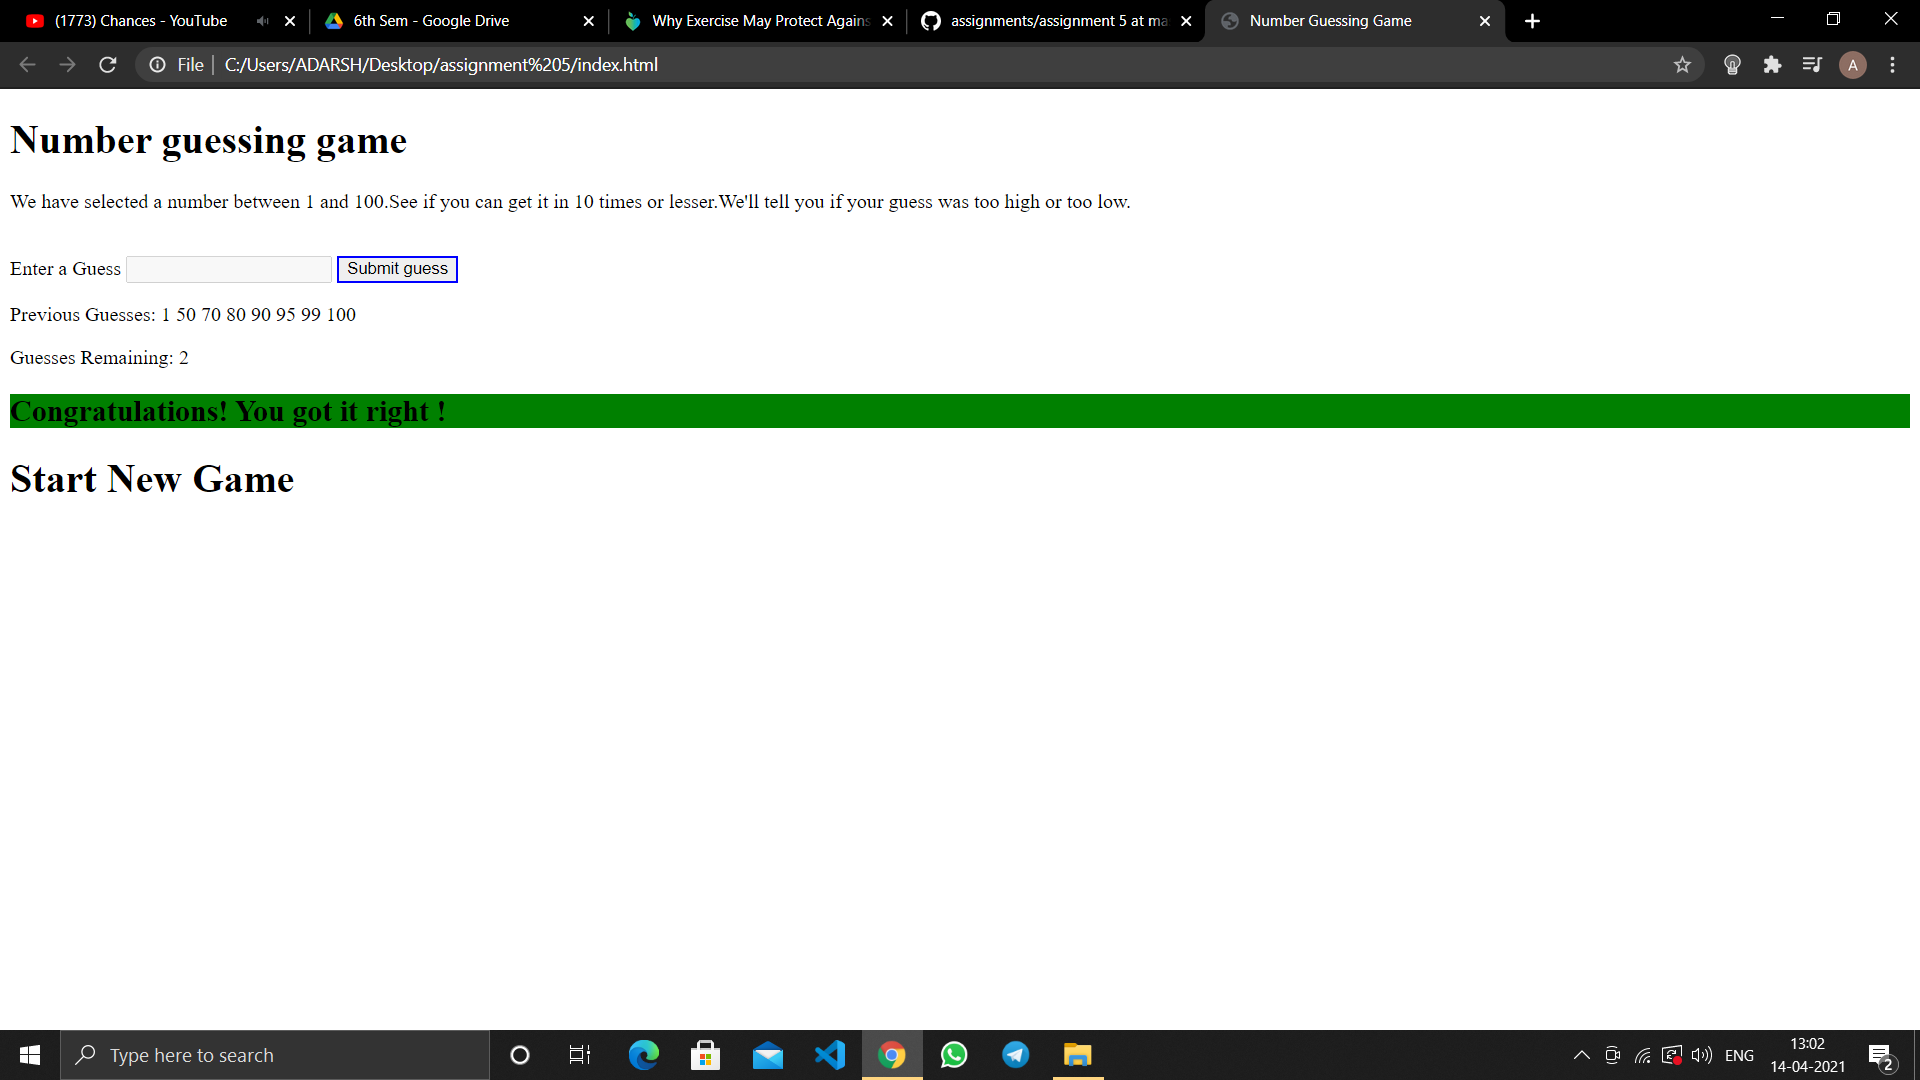 (1773) Chances - YouTube
6th Sem - Google Drive
Why Exercise May Protect Agains
assignments/assignment 5 at ma
Number Guessing Game
File | C:/Users/ADARSH/Desktop/assignment%205/index.html
A
Number guessing game
We have selected a number between 1 and 100.See if you can get it in 10 times or lesser.We'll tell you if your guess was too high or too low.
Enter a Guess Submit guess
Previous Guesses: 1 50 70 80 90 95 99 100
Guesses Remaining: 2
Congratulations! You got it right !
Start New Game
Type here to search
ENG
13:02
14-04-2021
2